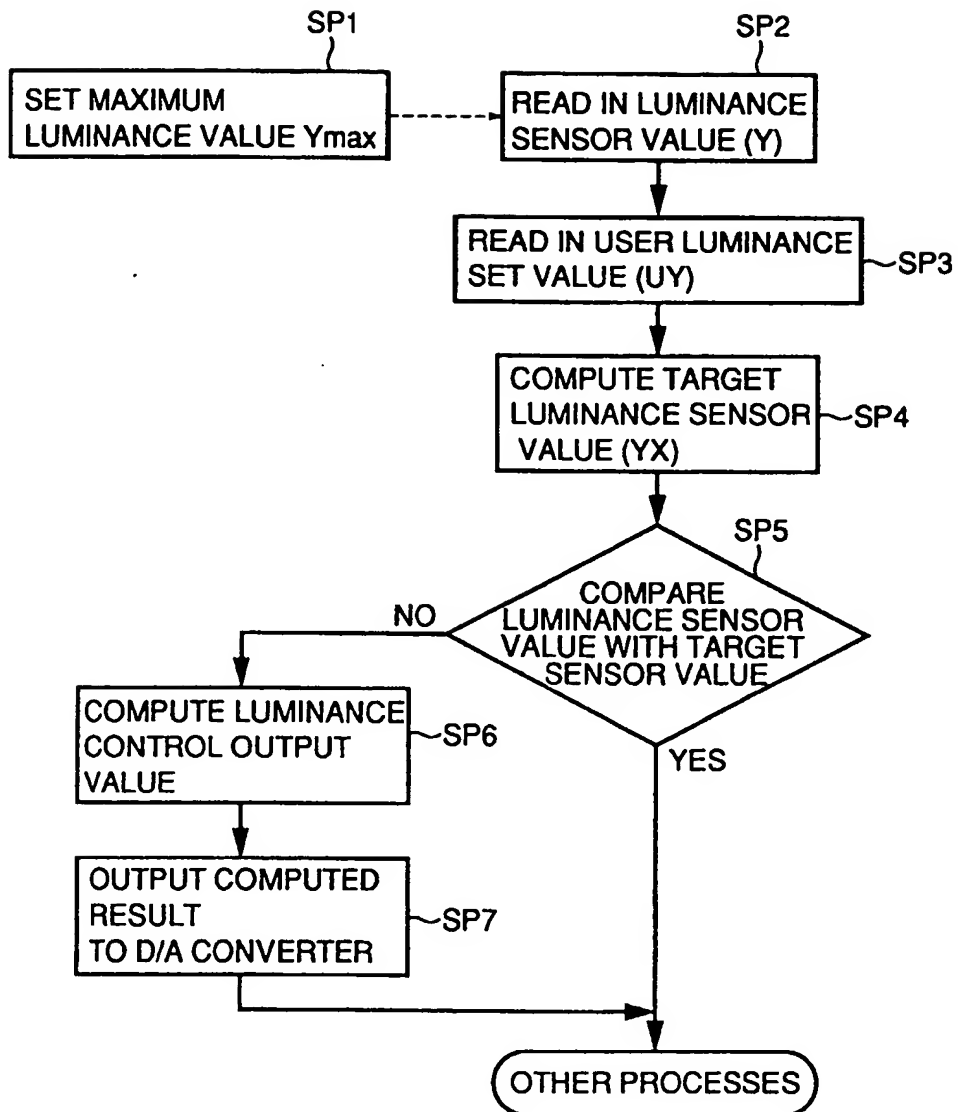 SP1
SET MAXIMUM
LUMINANCE VALUE Ymax
SP2
READ IN LUMINANCE
SENSOR VALUE (Y)
READ IN USER LUMINANCE
SET VALUE (UY)
SP3
COMPUTE TARGET
LUMINANCE SENSOR
VALUE (YX)
SP4
SP5
COMPARE
LUMINANCE SENSOR
VALUE WITH TARGET
SENSOR VALUE
NO
YES
COMPUTE LUMINANCE
CONTROL OUTPUT
VALUE
SP6
OUTPUT COMPUTED
RESULT
TO D/A CONVERTER
SP7
OTHER PROCESSES